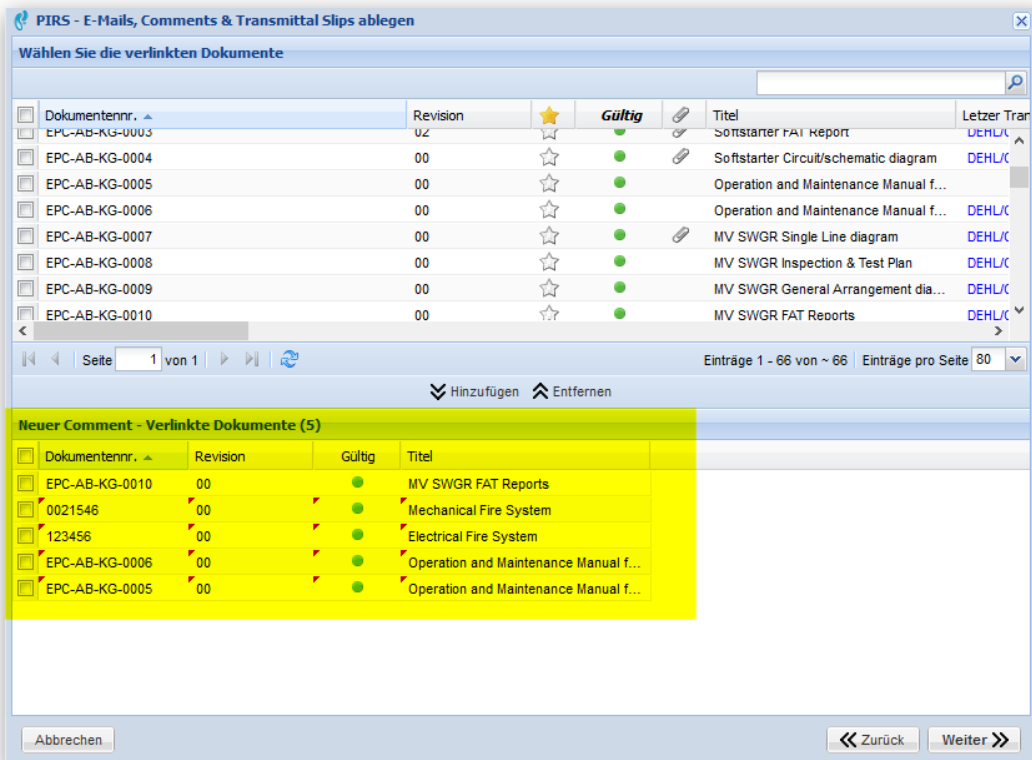 PIRS - E-Mails, Comments & Transmittal Slips ablegen
Wählen Sie die verlinkten Dokumente
Dokumentennr. Revision Gültig Titel Letzer Tran
EPC-AB-KG-0003 02 Softstarter FAT Report DEHL/C
EPC-AB-KG-0004 00 Softstarter Circuit/schematic diagram DEHL/C
EPC-AB-KG-0005 00 Operation and Maintenance Manual f...
EPC-AB-KG-0006 00 Operation and Maintenance Manual f... DEHL/C
EPC-AB-KG-0007 00 MV SWGR Single Line diagram DEHL/C
EPC-AB-KG-0008 00 MV SWGR Inspection & Test Plan DEHL/C
EPC-AB-KG-0009 00 MV SWGR General Arrangement dia... DEHL/C
EPC-AB-KG-0010 00 MV SWGR FAT Reports DEHL/C
Seite 1 von 1 Einträge 1 - 66 von ~ 66 Einträge pro Seite 80
Hinzufügen Entfernen
Neuer Comment - Verlinkte Dokumente (5)
Dokumentennr. Revision Gültig Titel
EPC-AB-KG-0010 00 MV SWGR FAT Reports
0021546 00 Mechanical Fire System
123456 00 Electrical Fire System
EPC-AB-KG-0006 00 Operation and Maintenance Manual f...
EPC-AB-KG-0005 00 Operation and Maintenance Manual f...
Abbrechen Zurück Weiter